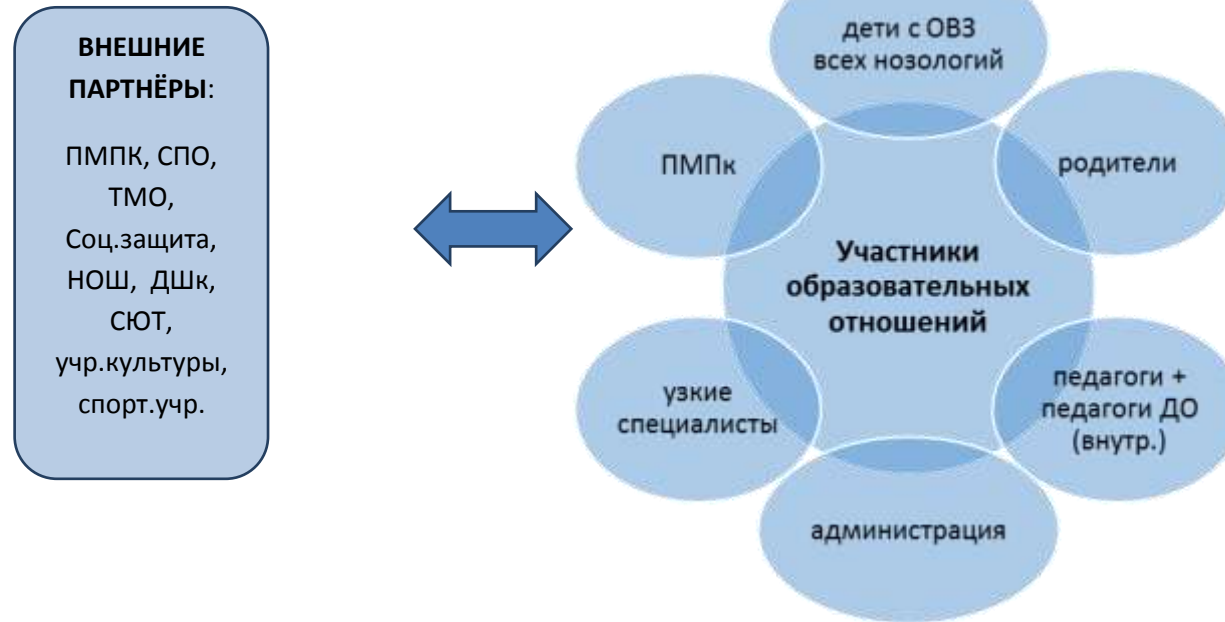 ВНЕШНИЕ
ПАРТНЁРЫ:
ПМПК, СПО,
ТМО,
Соц.защита,
НОШ, ДШк,
СЮТ,
учр.культуры,
спорт.учр.
дети с ОВЗ
всех нозологий
ПМПк
родители
Участники
образовательных
отношений
узкие
специалисты
педагоги +
педагоги ДО
(внутр.)
администрация